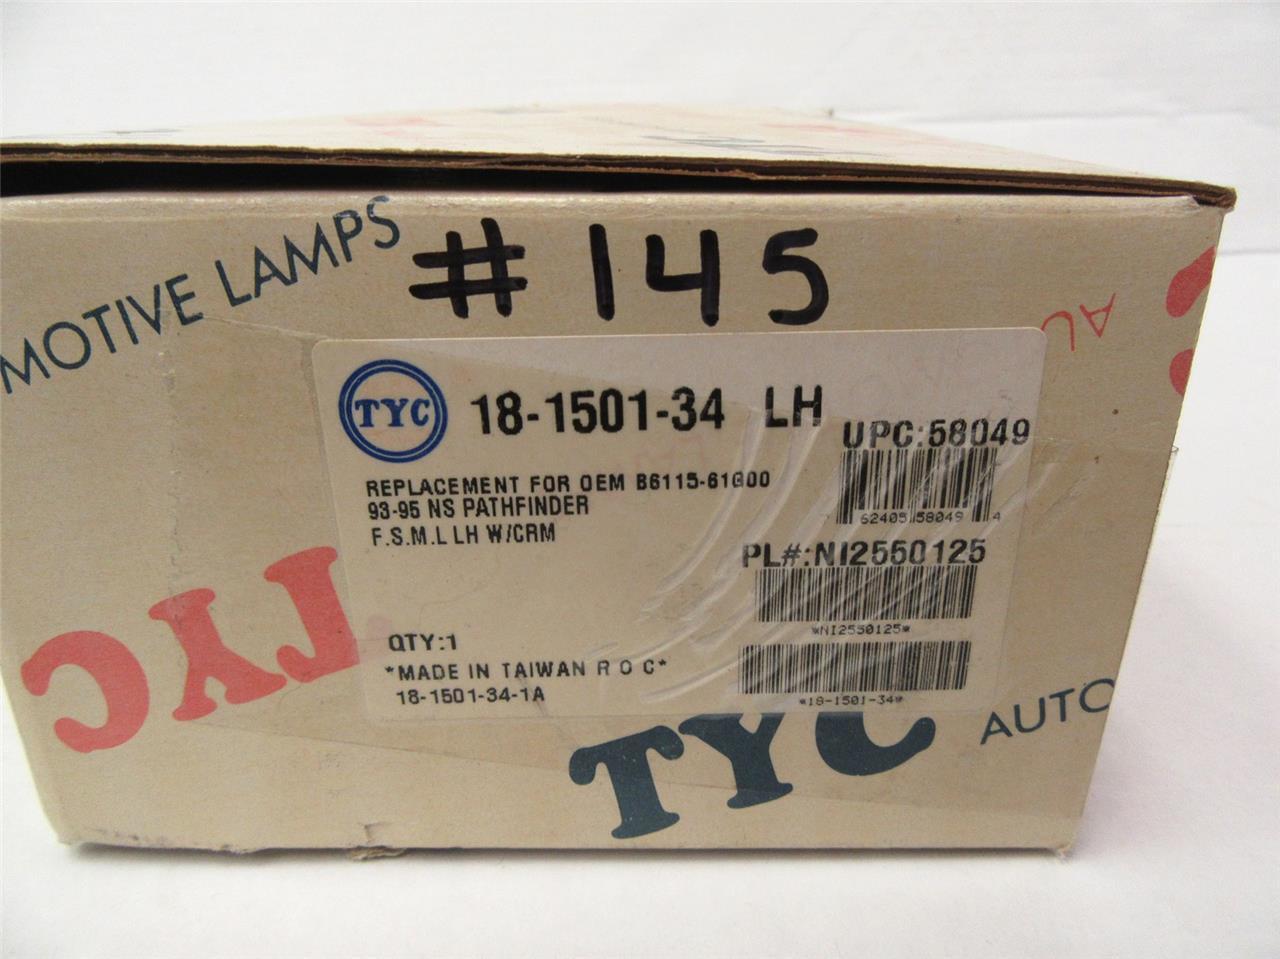 MOTIVE LAMPS
#145
AU
TYC 18-1501-34 LH
UPC:58049
REPLACEMENT FOR OEM B6115-61G00
93-95 NS PATHFINDER
F.S.M.L LH W/CRM
62405 58049 4
PL#:NI2550125
*NI2550125*
QTY:1
*MADE IN TAIWAN R O C*
18-1501-34-1A
*18-1501-34*
TYC
TYC
AUTO